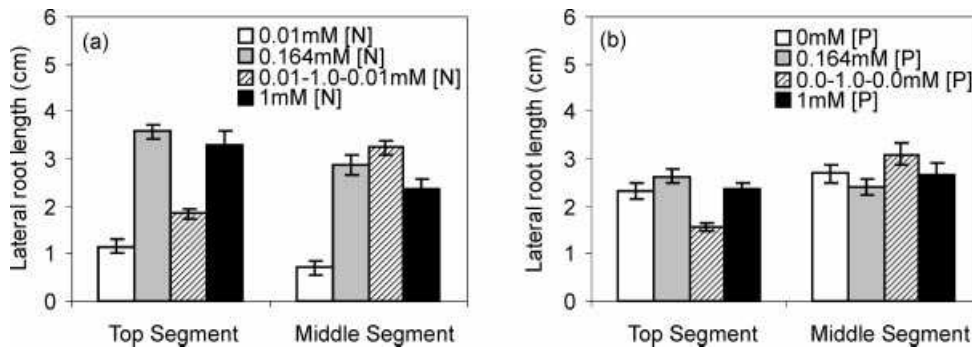 6
5
4
3
2
1
0
Lateral root length (cm)
(a)
0.01mM [N]
0.164mM [N]
0.01-1.0-0.01mM [N]
1mM [N]
Top Segment
Middle Segment
6
5
4
3
2
1
0
Lateral root length (cm)
(b)
0mM [P]
0.164mM [P]
0.0-1.0-0.0mM [P]
1mM [P]
Top Segment
Middle Segment